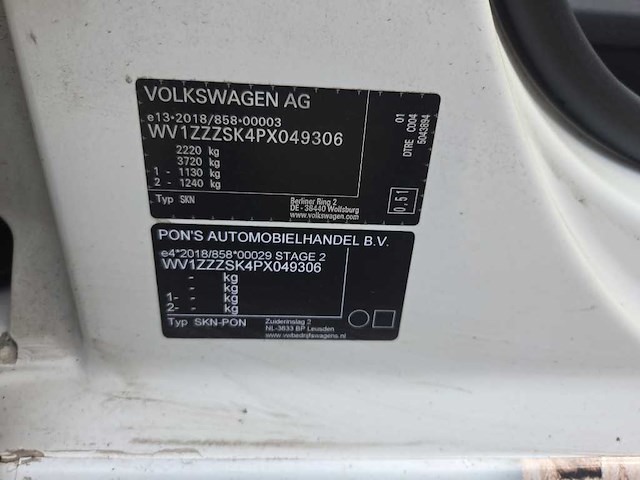 VOLKSWAGEN AG
e13*2018/858*00003
WV1ZZZSK4PX049306
2220 kg
3720 kg
1 - 1130 kg
2 - 1240 kg
Typ SKN
Berliner Ring 2
DE - 38440 Wolfsburg
www.volkswagen.com
01
DTRE C004
5043894
0,51
PON'S AUTOMOBIELHANDEL B.V.
e4*2018/858*00029 STAGE 2
WV1ZZZSK4PX049306
- kg
- kg
1- - kg
2- - kg
Typ SKN-PON
Zuiderinslag 2
NL-3833 BP Leusden
www.vwbedrijfswagens.nl